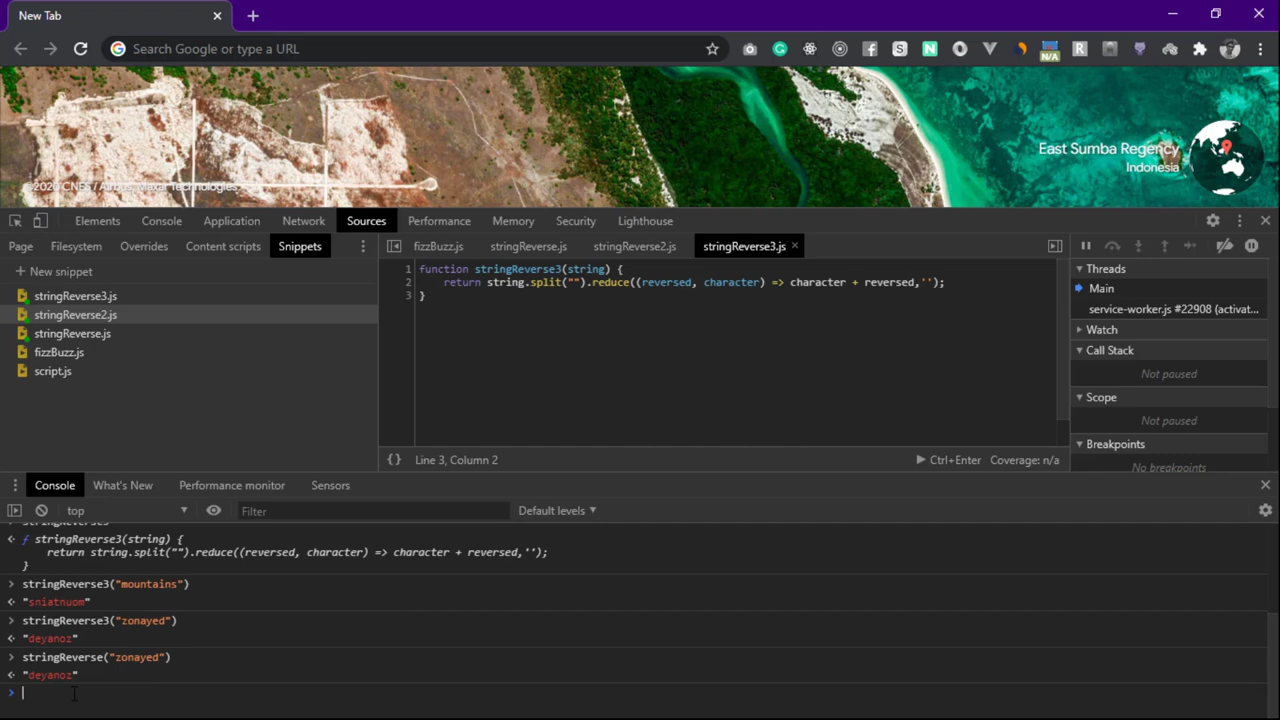 New Tab
Search Google or type a URL
N/A
East Sumba Regency
Indonesia
©2020 CNES / Airbus, Maxar Technologies
Elements Console Application Network Sources Performance Memory Security Lighthouse
Page Filesystem Overrides Content scripts Snippets
fizzBuzz.js stringReverse.js stringReverse2.js stringReverse3.js
+ New snippet
stringReverse3.js
stringReverse2.js
stringReverse.js
fizzBuzz.js
script.js
1 function stringReverse3(string) {
2 return string.split("").reduce((reversed, character) => character + reversed,'');
3 }
{} Line 3, Column 2 Ctrl+Enter Coverage: n/a
Threads
Main
service-worker.js #22908 (activat...
Watch
Call Stack
Not paused
Scope
Not paused
Breakpoints
No breakpoints
Console What's New Performance monitor Sensors
top Filter Default levels
stringReverse3
ƒ stringReverse3(string) {
return string.split("").reduce((reversed, character) => character + reversed,'');
}
> stringReverse3("mountains")
"sniatnuom"
> stringReverse3("zonayed")
"deyanoz"
> stringReverse("zonayed")
"deyanoz"
>